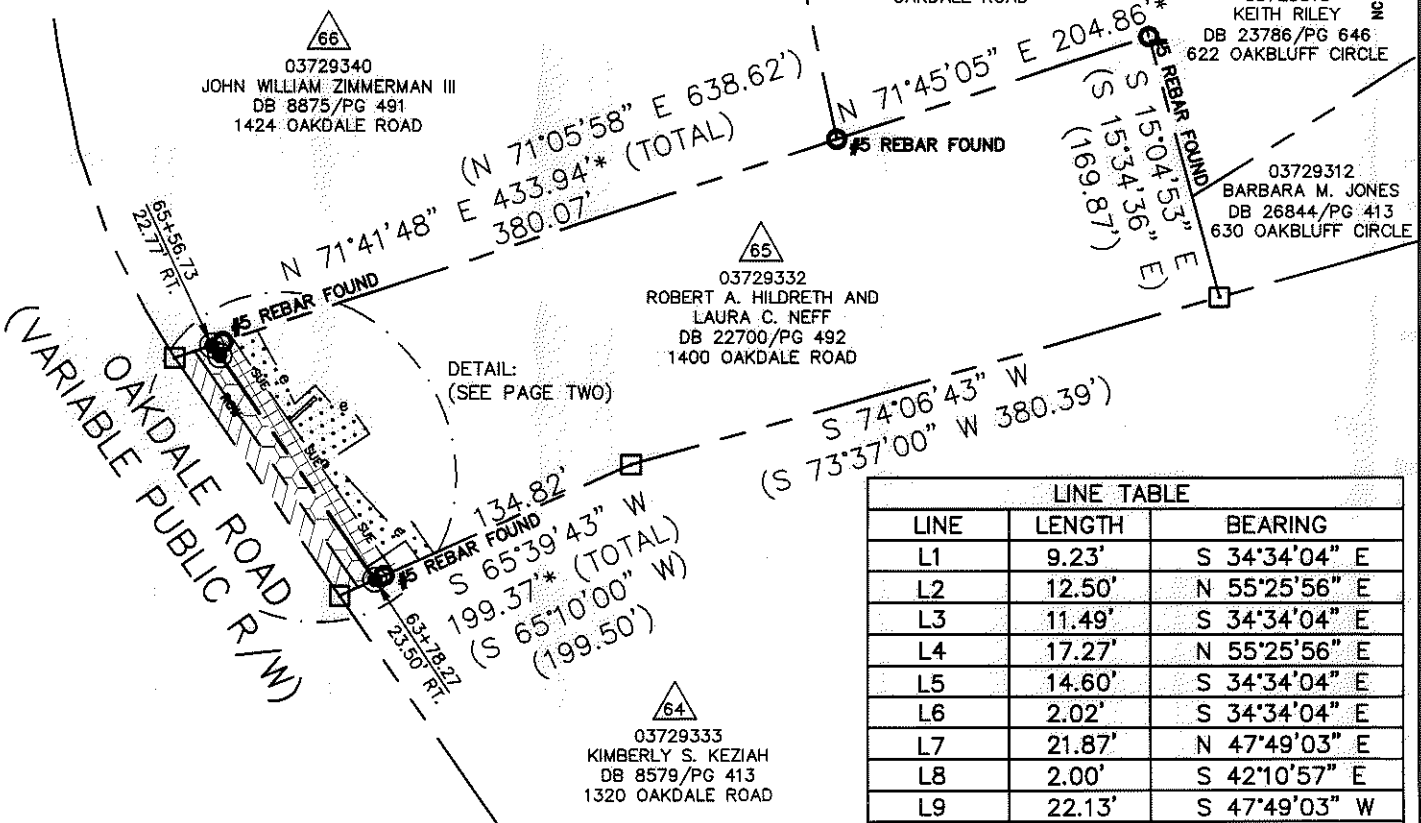 66
03729340
JOHN WILLIAM ZIMMERMAN III
DB 8875/PG 491
1424 OAKDALE ROAD
OAKDALE ROAD
KEITH RILEY
DB 23786/PG 646
622 OAKBLUFF CIRCLE
NC
N 71°45'05" E 204.86'*
(N 71°05'58" E 638.62')
N 71°41'48" E 433.94'* (TOTAL)
380.07'
#5 REBAR FOUND
#5 REBAR FOUND
S 15°04'53" E
(S 15°34'36" E)
(169.87')
03729312
BARBARA M. JONES
DB 26844/PG 413
630 OAKBLUFF CIRCLE
65+56.73
22.77' RT.
#5 REBAR FOUND
65
03729332
ROBERT A. HILDRETH AND
LAURA C. NEFF
DB 22700/PG 492
1400 OAKDALE ROAD
DETAIL:
(SEE PAGE TWO)
SUE
e
ROW
e
SUE
SUE
e
OAKDALE ROAD
(VARIABLE PUBLIC R/W)
S 74°06'43" W
(S 73°37'00" W 380.39')
134.82'
#5 REBAR FOUND
S 65°39'43" W
199.37'* (TOTAL)
(S 65°10'00" W)
(199.50')
63+78.27
23.50' RT.
64
03729333
KIMBERLY S. KEZIAH
DB 8579/PG 413
1320 OAKDALE ROAD
LINE TABLE
LINE LENGTH BEARING
L1 9.23' S 34°34'04" E
L2 12.50' N 55°25'56" E
L3 11.49' S 34°34'04" E
L4 17.27' N 55°25'56" E
L5 14.60' S 34°34'04" E
L6 2.02' S 34°34'04" E
L7 21.87' N 47°49'03" E
L8 2.00' S 42°10'57" E
L9 22.13' S 47°49'03" W